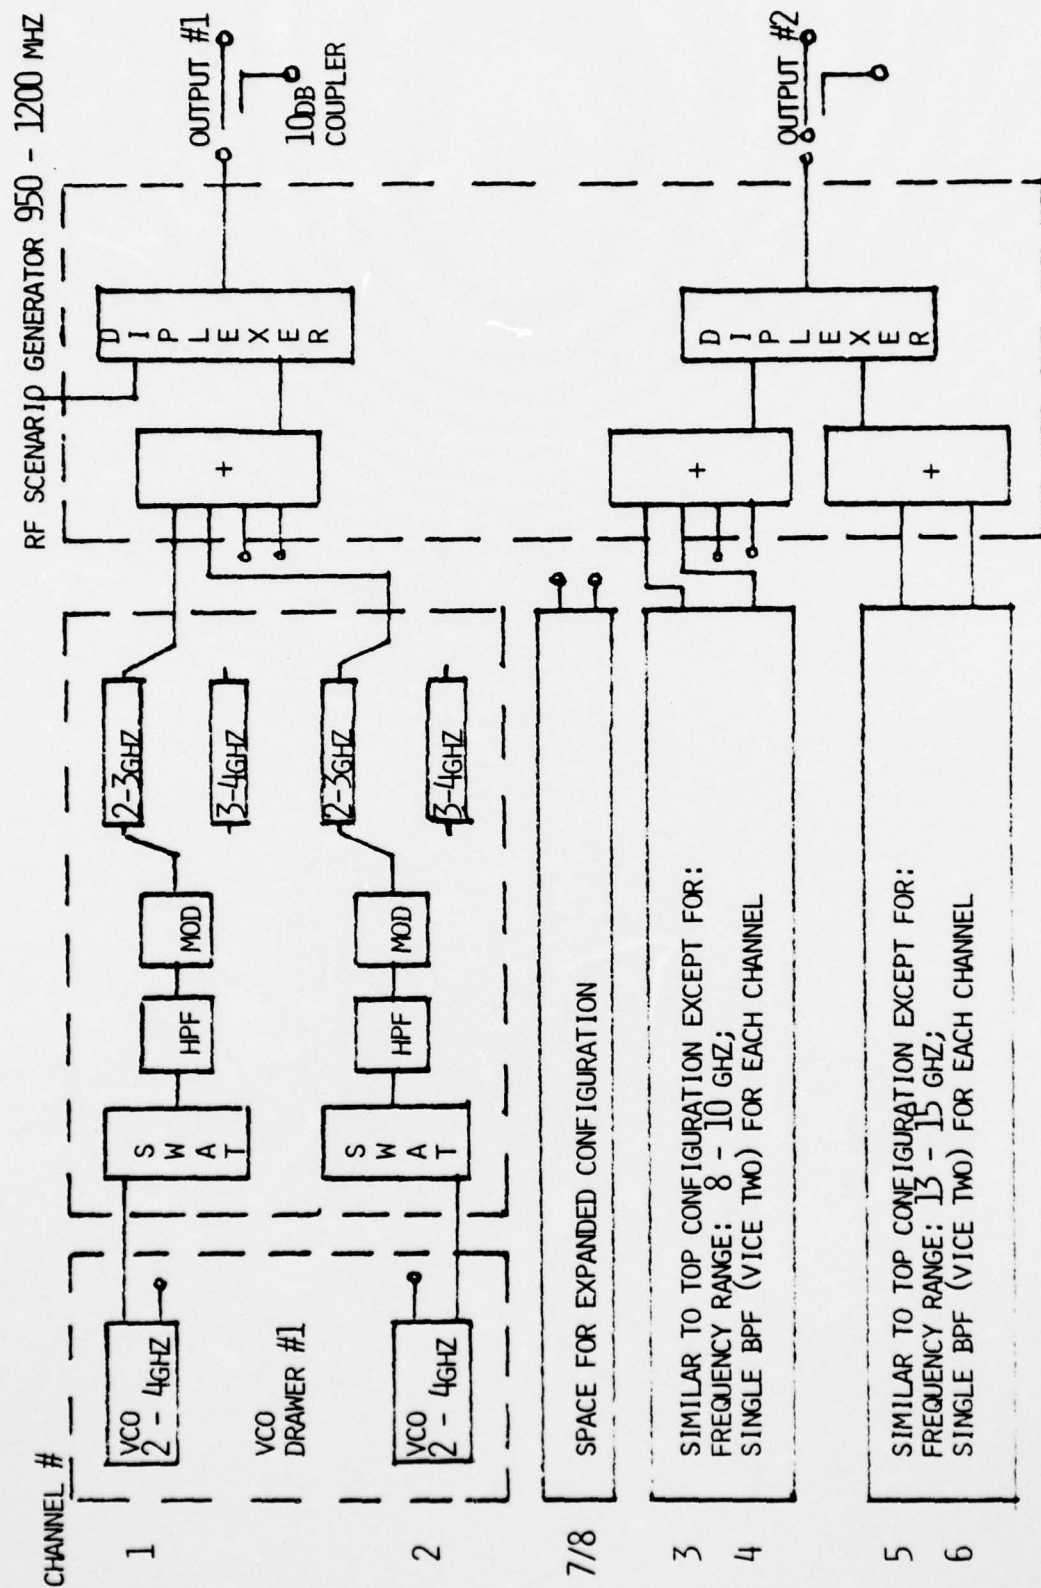 RF SCENARIO GENERATOR 950 - 1200 MHZ
CHANNEL #
1
VCO
2 - 4GHZ
SWAT
HPF
MOD
2-3GHZ
3-4GHZ
+
DIPLEXER
OUTPUT #1
10DB
COUPLER
VCO
DRAWER #1
2
VCO
2 - 4GHZ
SWAT
HPF
MOD
2-3GHZ
3-4GHZ
7/8
SPACE FOR EXPANDED CONFIGURATION
3
4
SIMILAR TO TOP CONFIGURATION EXCEPT FOR:
FREQUENCY RANGE: 8 - 10 GHZ;
SINGLE BPF (VICE TWO) FOR EACH CHANNEL
+
DIPLEXER
OUTPUT #2
5
6
SIMILAR TO TOP CONFIGURATION EXCEPT FOR:
FREQUENCY RANGE: 13 - 15 GHZ;
SINGLE BPF (VICE TWO) FOR EACH CHANNEL
+